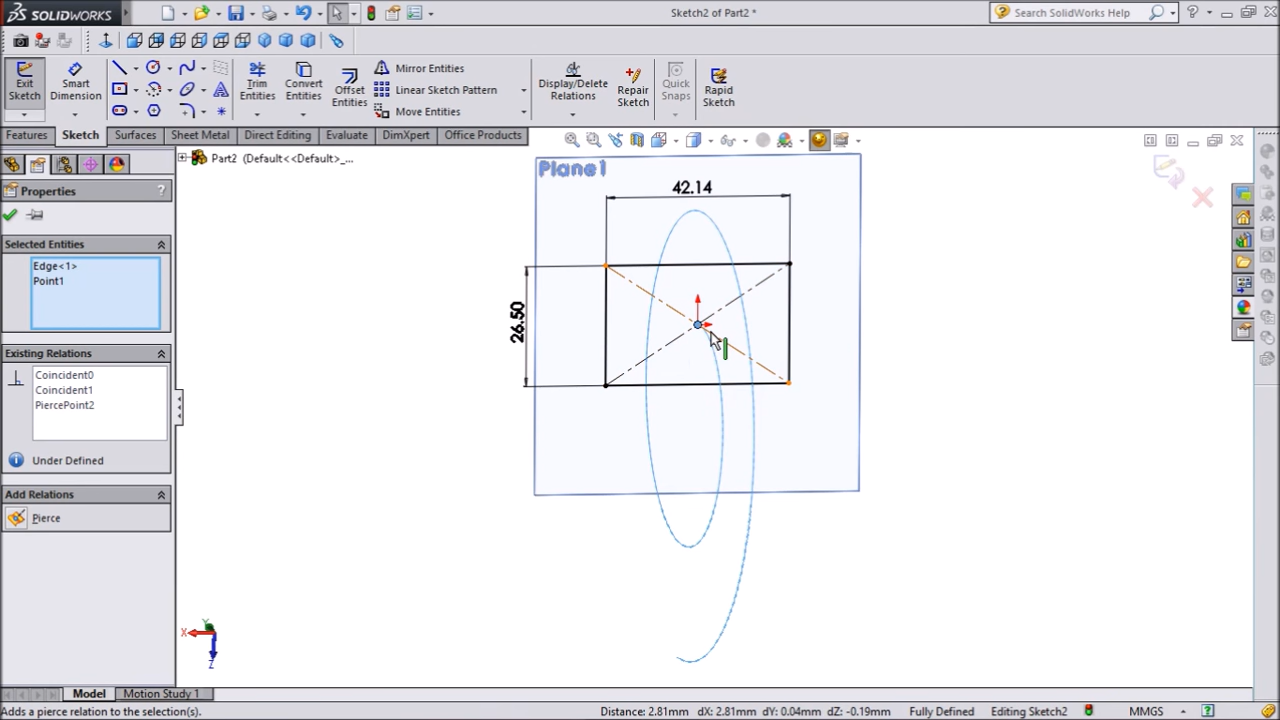 SOLIDWORKS
Sketch2 of Part2 *
Search SolidWorks Help
Exit Sketch
Smart Dimension
Trim Entities
Convert Entities
Offset Entities
Mirror Entities
Linear Sketch Pattern
Move Entities
Display/Delete Relations
Repair Sketch
Quick Snaps
Rapid Sketch
Features
Sketch
Surfaces
Sheet Metal
Direct Editing
Evaluate
DimXpert
Office Products
Part2 (Default<<Default>_...
Properties
?
Selected Entities
Edge<1>
Point1
Existing Relations
Coincident0
Coincident1
PiercePoint2
Under Defined
Add Relations
Pierce
Plane1
42.14
26.50
X
Y
Z
Model
Motion Study 1
Adds a pierce relation to the selection(s).
Distance: 2.81mm
dX: 2.81mm dY: 0.04mm dZ: -0.19mm
Fully Defined
Editing Sketch2
MMGS
?